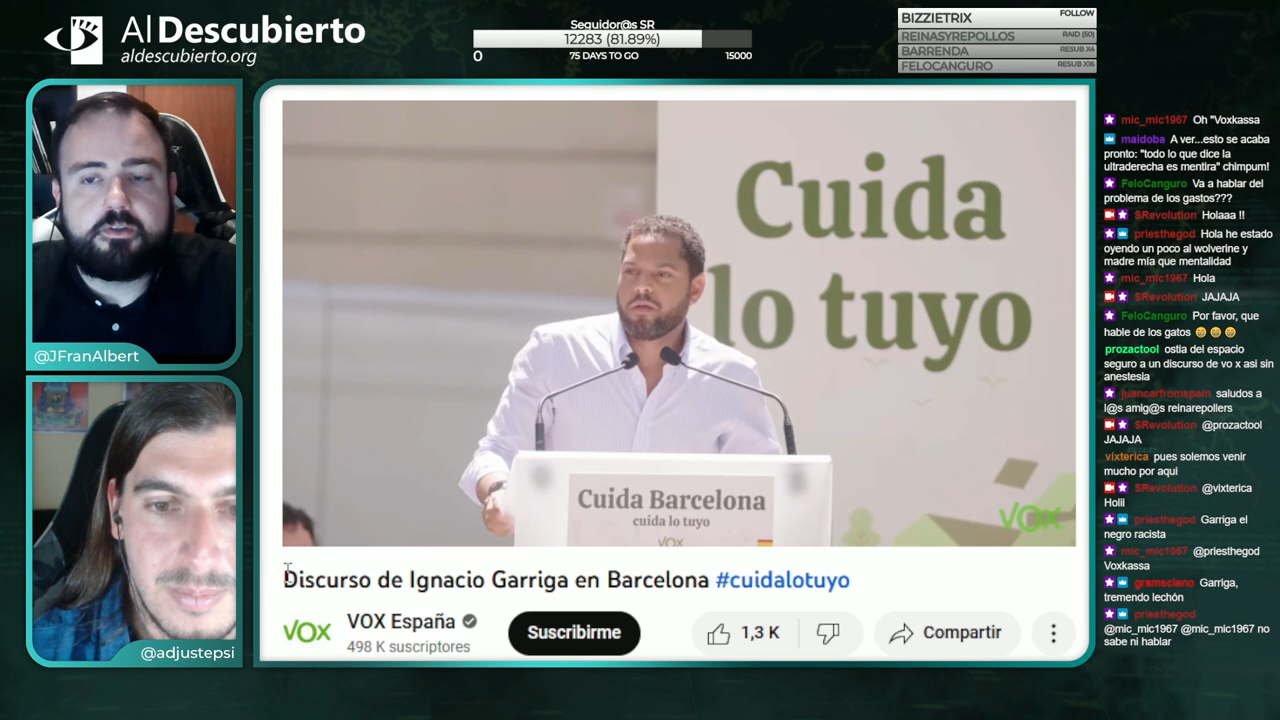 Al Descubierto
aldescubierto.org
Seguidor@s SR
12283 (81.89%)
0
75 DAYS TO GO
15000
BIZZIETRIX FOLLOW
REINASYREPOLLOS RAID (50)
BARRENDA RESUB X4
FELOCANGURO RESUB X16
@JFranAlbert
@adjustepsi
Cuida
lo tuyo
Cuida Barcelona
cuida lo tuyo
VOX
VOX
Discurso de Ignacio Garriga en Barcelona #cuidalotuyo
VOX
VOX España
498 K suscriptores
Suscribirme
1,3 K
Compartir
mic_mic1967 Oh "Voxkassa
maldoba A ver...esto se acaba
pronto: "todo lo que dice la
ultraderecha es mentira" chimpum!
FeloCanguro Va a hablar del
problema de los gastos???
SRevolution Holaaa !!
priesthegod Hola he estado
oyendo un poco al wolverine y
madre mía que mentalidad
mic_mic1967 Hola
SRevolution JAJAJA
FeloCanguro Por favor, que
hable de los gatos 😄😄😄
prozactool ostia del espacio
seguro a un discurso de vo x asi sin
anestesia
juancarfromspain saludos a
l@s amig@s reinarepollers
SRevolution @prozactool
JAJAJA
vixterica pues solemos venir
mucho por aqui
SRevolution @vixterica
Holii
priesthegod Garriga el
negro racista
mic_mic1967 @priesthegod
Voxkassa
gramsciano Garriga,
tremendo lechón
priesthegod
@mic_mic1967 @mic_mic1967 no
sabe ni hablar